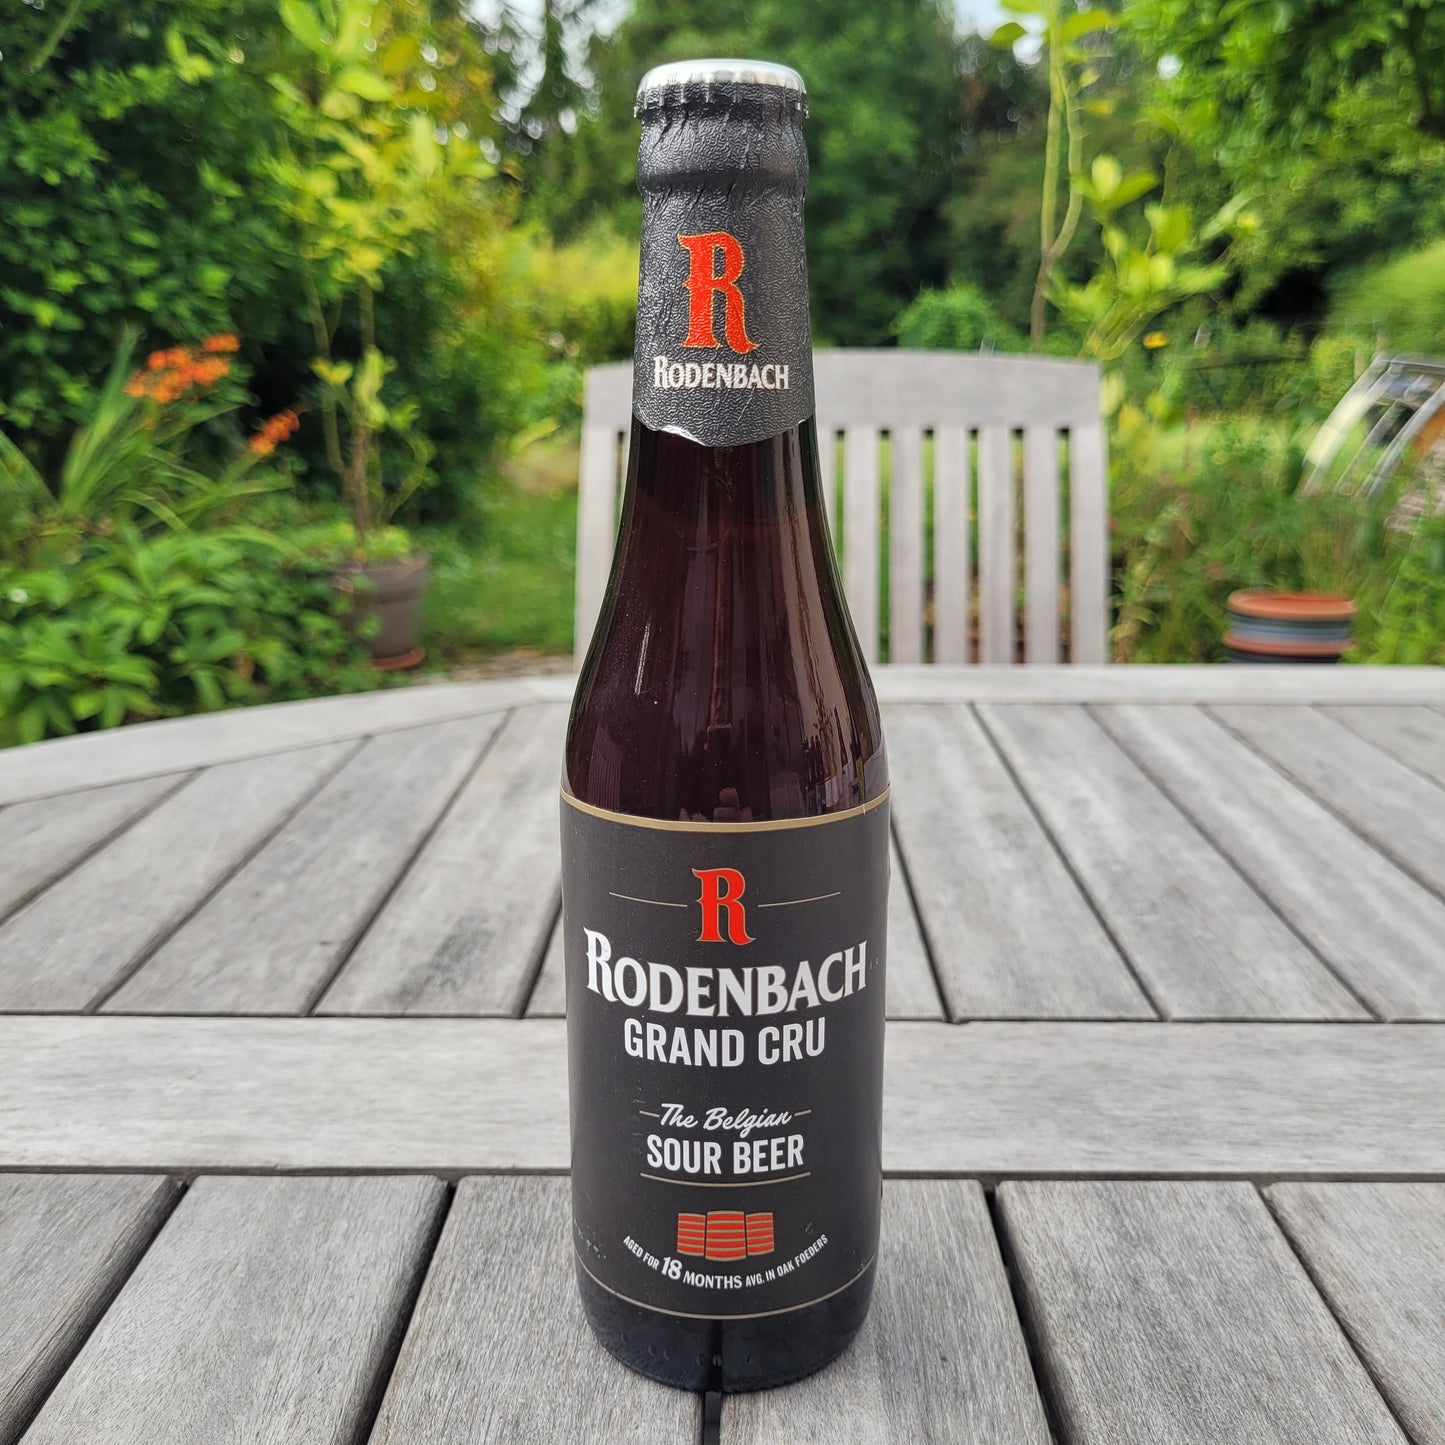 R
RODENBACH
R
RODENBACH
GRAND CRU
The Belgian
SOUR BEER
AGED FOR 18 MONTHS AVG. IN OAK FOEDERS